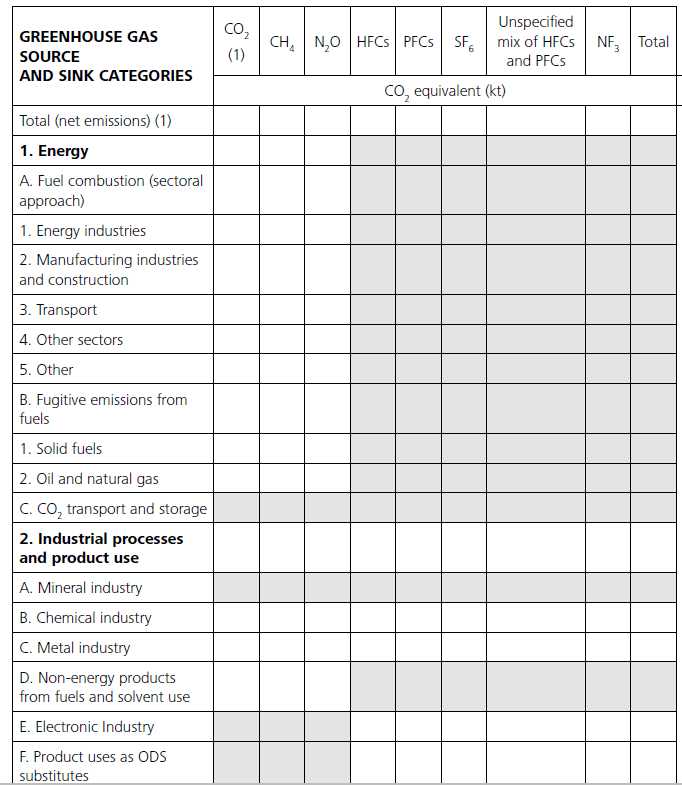 GREENHOUSE GAS
SOURCE
AND SINK CATEGORIES
CO₂
(1)
CH₄
N₂O
HFCs
PFCs
SF₆
Unspecified
mix of HFCs
and PFCs
NF₃
Total
CO₂ equivalent (kt)
Total (net emissions) (1)
1. Energy
A. Fuel combustion (sectoral
approach)
1. Energy industries
2. Manufacturing industries
and construction
3. Transport
4. Other sectors
5. Other
B. Fugitive emissions from
fuels
1. Solid fuels
2. Oil and natural gas
C. CO₂ transport and storage
2. Industrial processes
and product use
A. Mineral industry
B. Chemical industry
C. Metal industry
D. Non-energy products
from fuels and solvent use
E. Electronic Industry
F. Product uses as ODS
substitutes